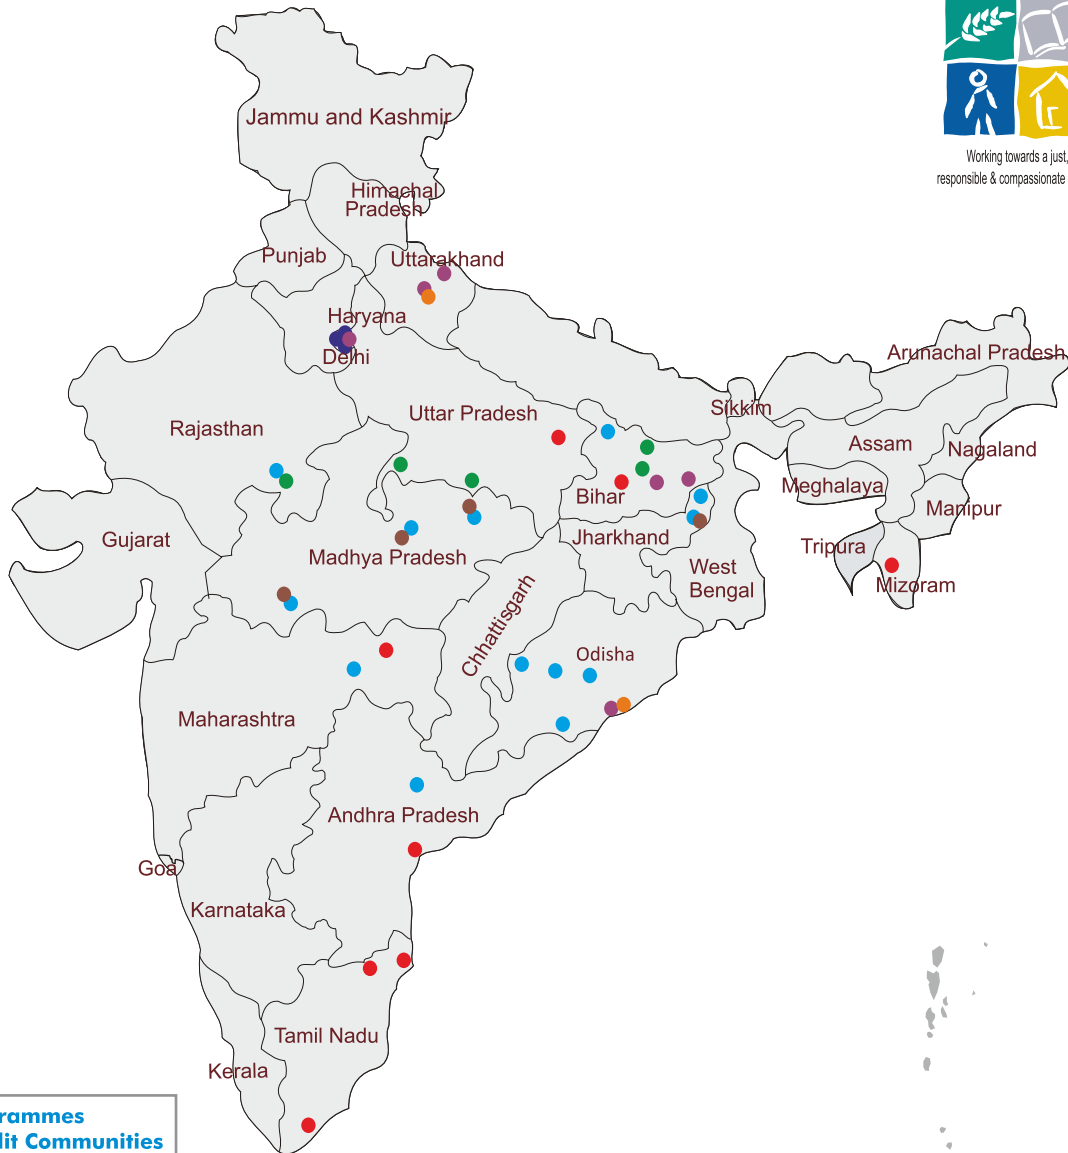 Working towards a just,
responsible & compassionate
Jammu and Kashmir
Himachal
Pradesh
Punjab
Uttarakhand
Haryana
Delhi
Arunachal Pradesh
Sikkim
Uttar Pradesh
Rajasthan
Assam
Nagaland
Meghalaya
Bihar
Manipur
Gujarat
Jharkhand
Madhya Pradesh
Tripura
West
Bengal
Mizoram
Chhattisgarh
Odisha
Maharashtra
Andhra Pradesh
Goa
Karnataka
Tamil Nadu
Kerala
rammes
lit Communities